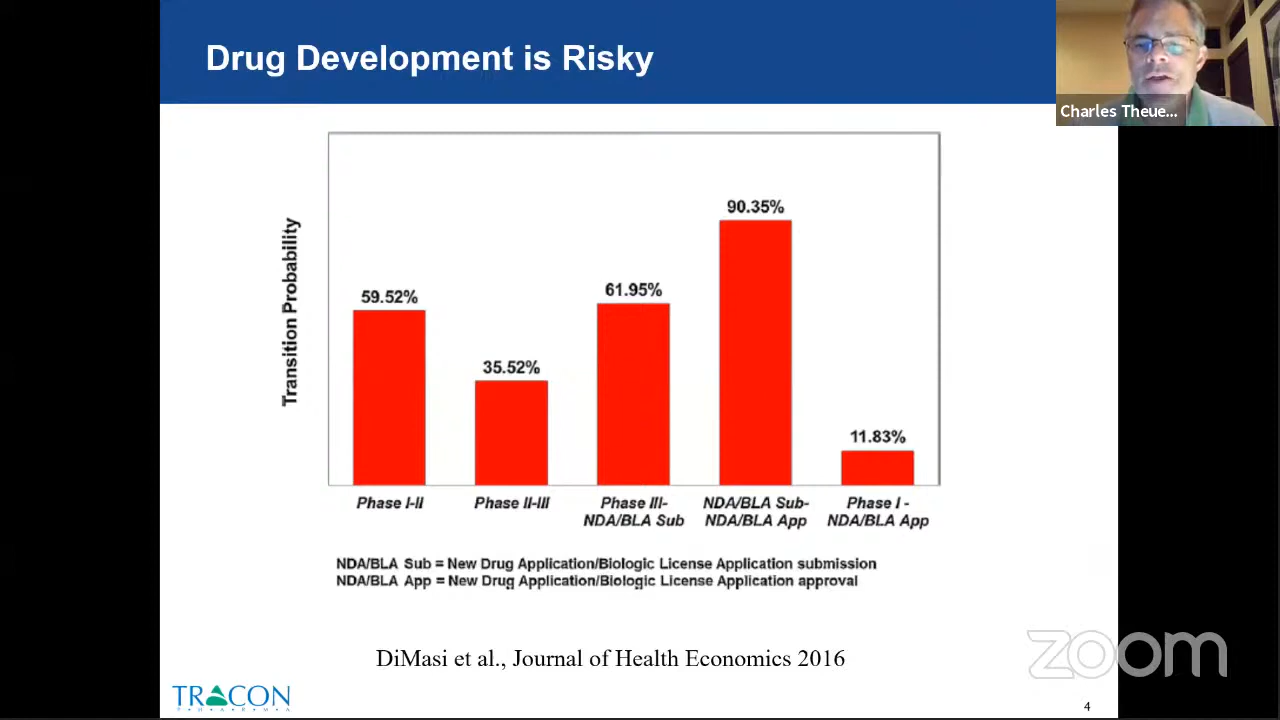 Drug Development is Risky
Charles Theue...
Transition Probability
59.52%
35.52%
61.95%
90.35%
11.83%
Phase I-II
Phase II-III
Phase III-
NDA/BLA Sub
NDA/BLA Sub-
NDA/BLA App
Phase I -
NDA/BLA App
NDA/BLA Sub = New Drug Application/Biologic License Application submission
NDA/BLA App = New Drug Application/Biologic License Application approval
DiMasi et al., Journal of Health Economics 2016
TRACON
P·H·A·R·M·A
zoom
4